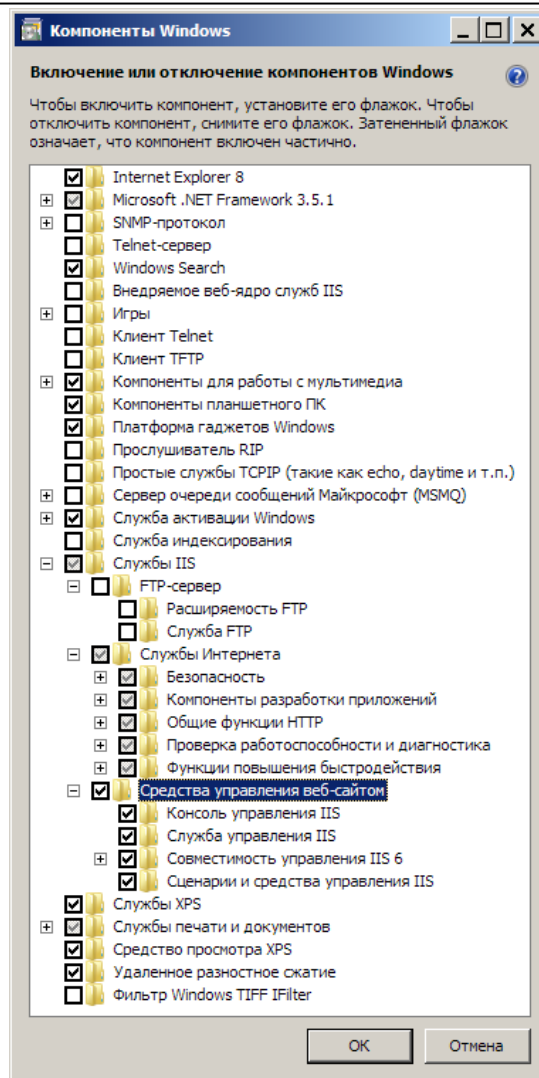 Компоненты Windows
Включение или отключение компонентов Windows
Чтобы включить компонент, установите его флажок. Чтобы
отключить компонент, снимите его флажок. Затененный флажок
означает, что компонент включен частично.
Internet Explorer 8
Microsoft .NET Framework 3.5.1
SNMP-протокол
Telnet-сервер
Windows Search
Внедряемое веб-ядро служб IIS
Игры
Клиент Telnet
Клиент TFTP
Компоненты для работы с мультимедиа
Компоненты планшетного ПК
Платформа гаджетов Windows
Прослушиватель RIP
Простые службы TCPIP (такие как echo, daytime и т.п.)
Сервер очереди сообщений Майкрософт (MSMQ)
Служба активации Windows
Служба индексирования
Службы IIS
FTP-сервер
Расширяемость FTP
Служба FTP
Службы Интернета
Безопасность
Компоненты разработки приложений
Общие функции HTTP
Проверка работоспособности и диагностика
Функции повышения быстродействия
Средства управления веб-сайтом
Консоль управления IIS
Служба управления IIS
Совместимость управления IIS 6
Сценарии и средства управления IIS
Службы XPS
Службы печати и документов
Средство просмотра XPS
Удаленное разностное сжатие
Фильтр Windows TIFF IFilter
ОК Отмена